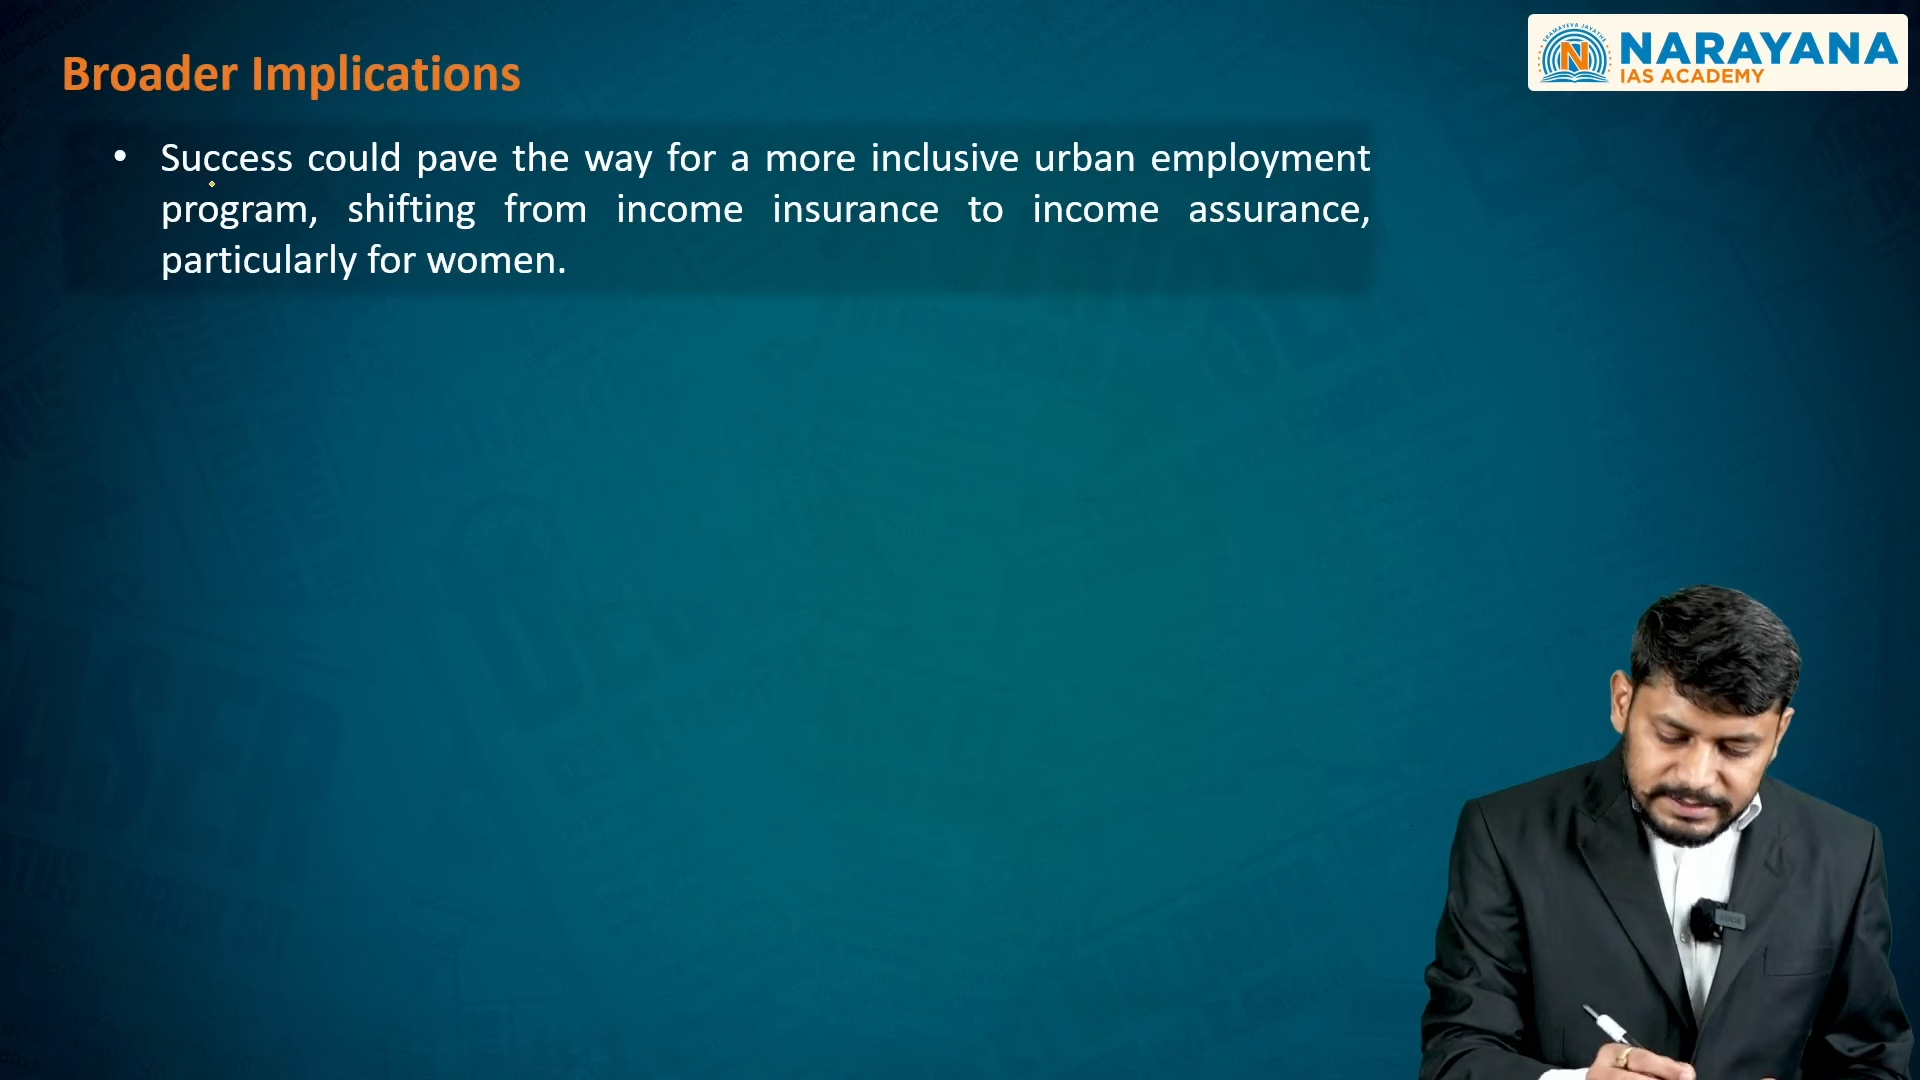 Broader Implications
NARAYANA
IAS ACADEMY
• Success could pave the way for a more inclusive urban employment
program, shifting from income insurance to income assurance,
particularly for women.